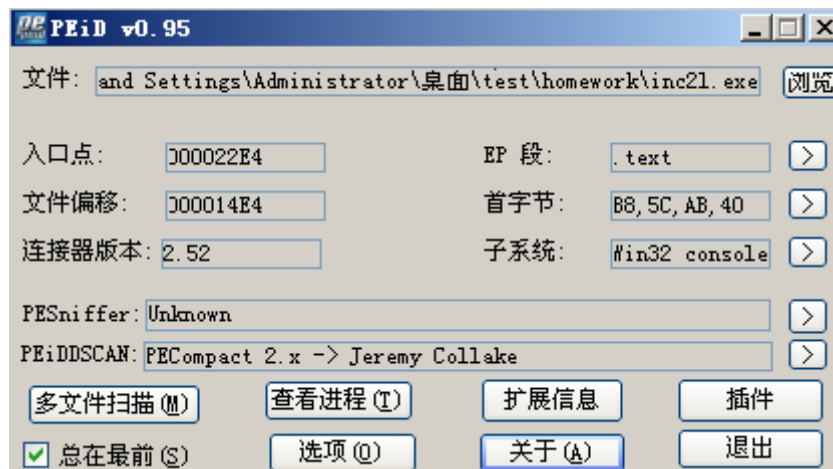 PEiD v0.95
文件: and Settings\Administrator\桌面\test\homework\inc2l.exe 浏览
入口点: 000022E4 EP 段: .text >
文件偏移: 000014E4 首字节: B8,5C,AB,40 >
连接器版本: 2.52 子系统: Win32 console >
PESniffer: Unknown >
PEiDDSCAN: PECompact 2.x -> Jeremy Collake >
多文件扫描(M) 查看进程(T) 扩展信息 插件
总在最前(S) 选项(O) 关于(A) 退出